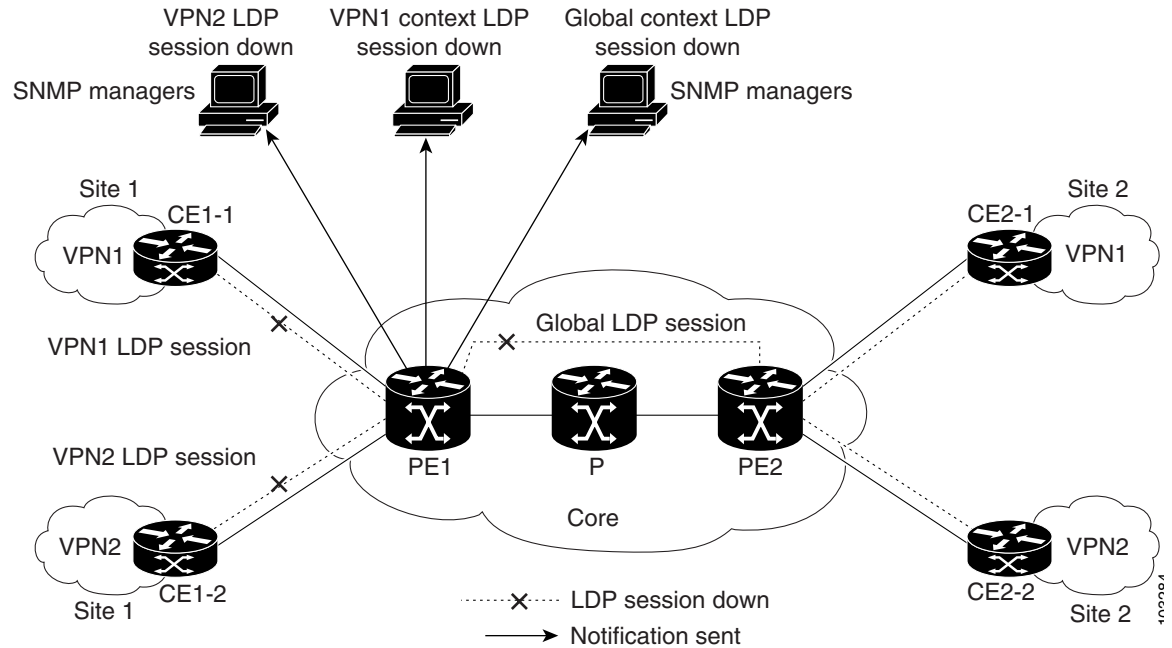 VPN2 LDP
session down
VPN1 context LDP
session down
Global context LDP
session down
SNMP managers
SNMP managers
Site 1
CE1-1
VPN1
VPN1 LDP session
Global LDP session
CE2-1
Site 2
VPN1
VPN2 LDP session
PE1
P
PE2
Core
VPN2
CE1-2
Site 1
CE2-2
VPN2
Site 2
LDP session down
Notification sent
103284